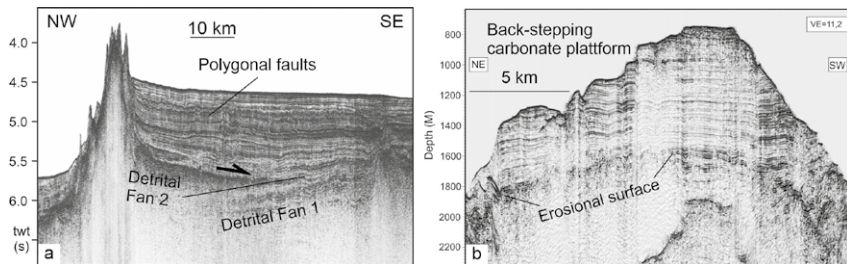 NW
SE
10 km
4.0
Polygonal faults
4.5
5.0
5.5
Detrital
Fan 2
Detrital Fan 1
6.0
twt
(s)
a
VE=11,2
800
Back-stepping
carbonate plattform
NE
SW
1000
5 km
1200
Depth (M)
1400
1600
Erosional surface
1800
2000
2200
b